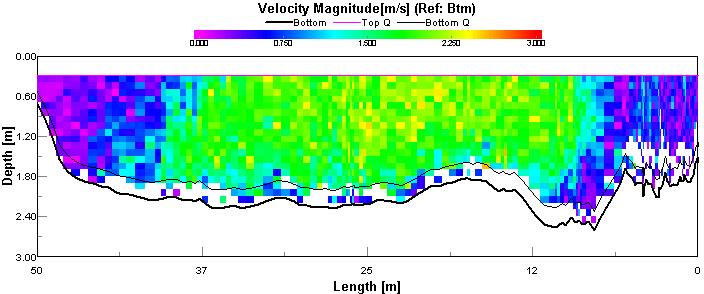 Velocity Magnitude[m/s] (Ref: Btm)
Bottom Top Q Bottom Q
0.000 0.750 1.500 2.250 3.000
0.00
0.60
1.20
1.80
2.40
3.00
Depth [m]
50 37 25 12 0
Length [m]